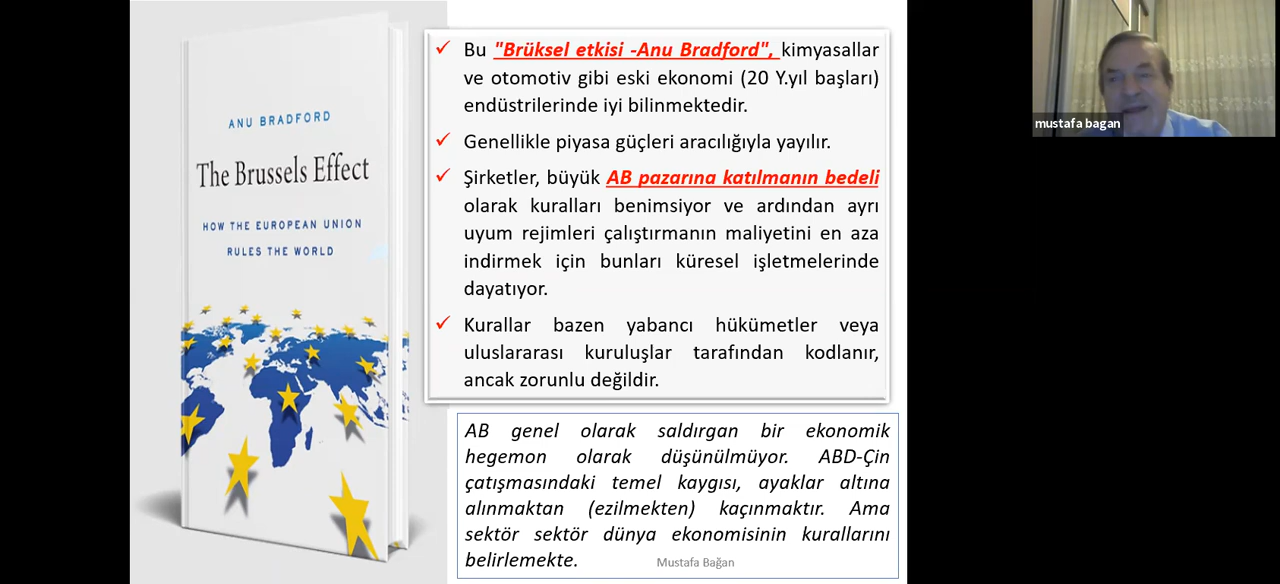 ANU BRADFORD
The Brussels Effect
HOW THE EUROPEAN UNION
RULES THE WORLD
✓ Bu "Brüksel etkisi -Anu Bradford", kimyasallar
ve otomotiv gibi eski ekonomi (20 Y.yıl başları)
endüstrilerinde iyi bilinmektedir.
✓ Genellikle piyasa güçleri aracılığıyla yayılır.
✓ Şirketler, büyük AB pazarına katılmanın bedeli
olarak kuralları benimsiyor ve ardından ayrı
uyum rejimleri çalıştırmanın maliyetini en aza
indirmek için bunları küresel işletmelerinde
dayatıyor.
✓ Kurallar bazen yabancı hükümetler veya
uluslararası kuruluşlar tarafından kodlanır,
ancak zorunlu değildir.
AB genel olarak saldırgan bir ekonomik
hegemon olarak düşünülmüyor. ABD-Çin
çatışmasındaki temel kaygısı, ayaklar altına
alınmaktan (ezilmekten) kaçınmaktır. Ama
sektör sektör dünya ekonomisinin kurallarını
belirlemekte.
Mustafa Bağan
mustafa bagan